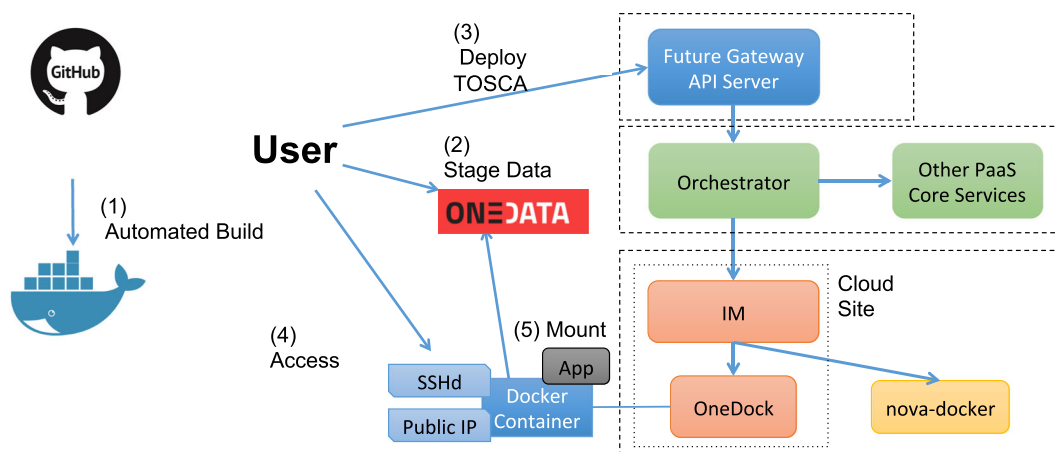 GitHub
(1)
Automated Build
User
(3)
Deploy
TOSCA
(2)
Stage Data
ONEDATA
(4)
Access
(5) Mount
App
SSHd
Public IP
Docker
Container
Future Gateway
API Server
Orchestrator
Other PaaS
Core Services
Cloud
Site
IM
OneDock
nova-docker